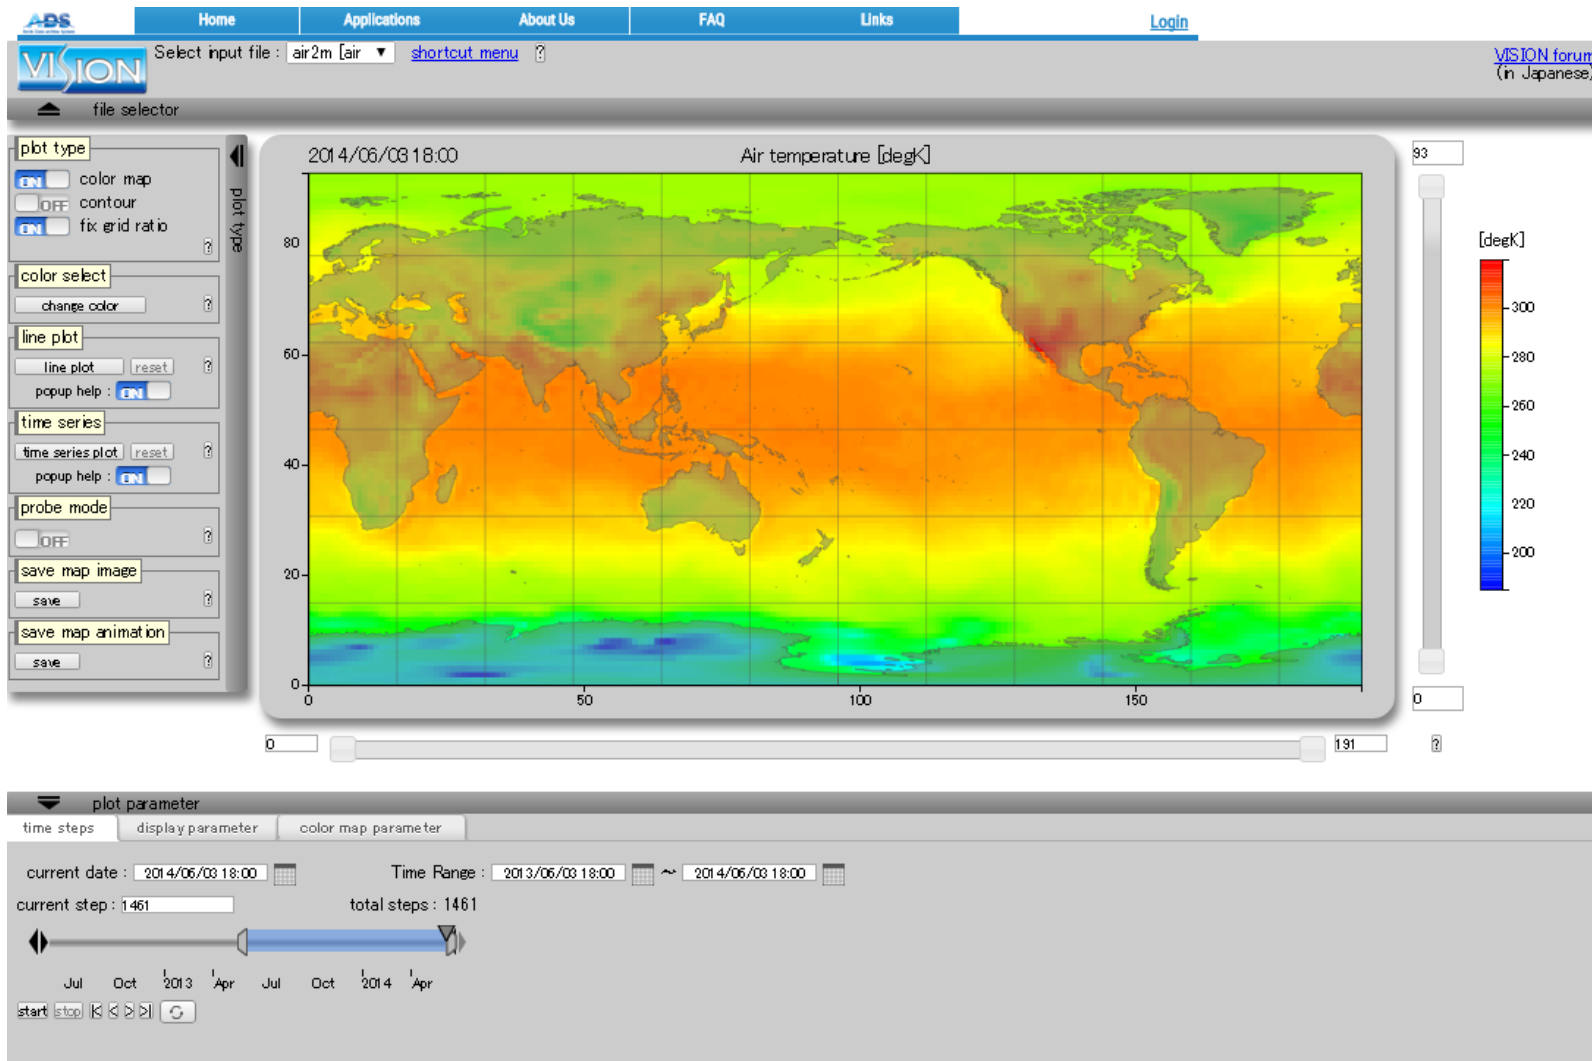 ADS Home Applications About Us FAQ Links Login
VISION Select input file : air2m [air ▼ shortcut menu ? VISION forum
(in Japanese)
file selector
plot type
ON color map
OFF contour
ON fix grid ratio
?
color select
change color ?
line plot
line plot reset ?
popup help : ON
time series
time series plot reset ?
popup help : ON
probe mode
OFF ?
save map image
save ?
save map animation
save ?
plot type
2014/06/03 18:00 Air temperature [degK]
80
60
40
20
0
0 50 100 150
93
0
0 191 ?
[degK]
300
280
260
240
220
200
plot parameter
time steps display parameter color map parameter
current date : 2014/06/03 18:00 Time Range : 2013/06/03 18:00 ~ 2014/06/03 18:00
current step : 1461 total steps : 1461
Jul Oct 2013 Apr Jul Oct 2014 Apr
start stop |< < > >|